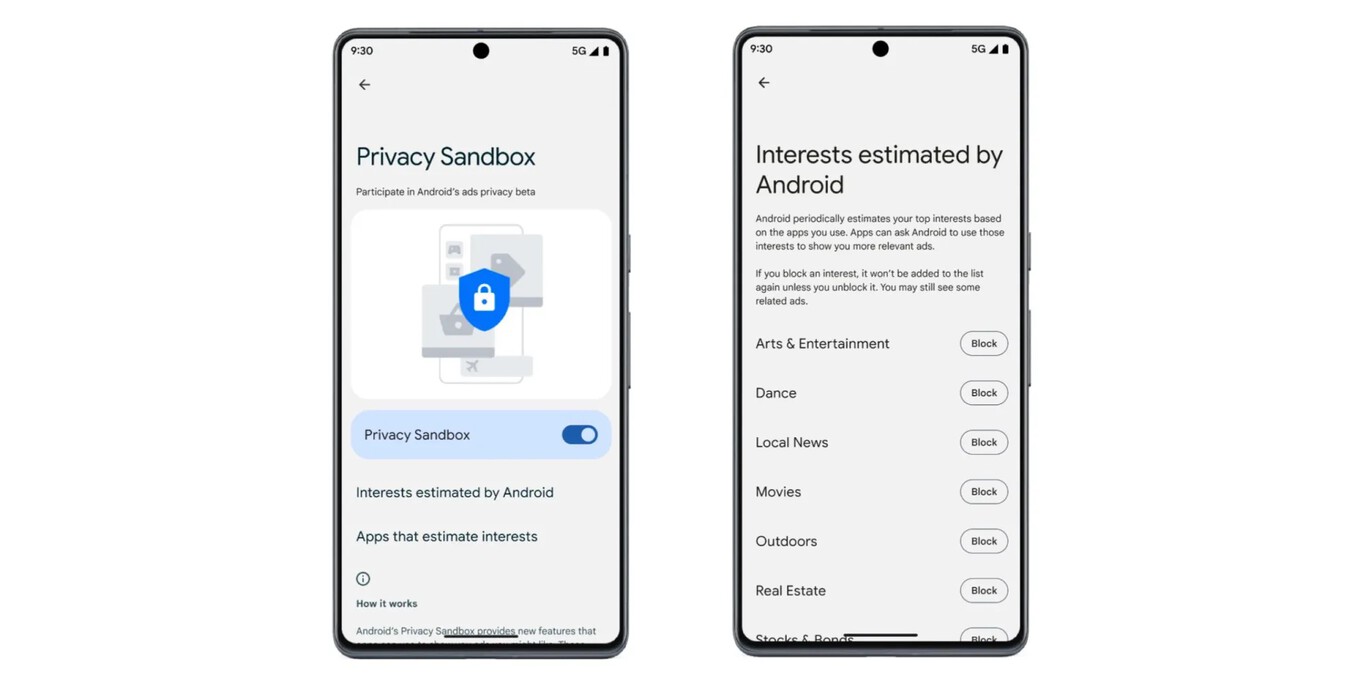 9:30
5G
Privacy Sandbox
Participate in Android's ads privacy beta
Privacy Sandbox
Interests estimated by Android
Apps that estimate interests
How it works
Android's Privacy Sandbox provides new features that
9:30
5G
Interests estimated by
Android
Android periodically estimates your top interests based
on the apps you use. Apps can ask Android to use those
interests to show you more relevant ads.
If you block an interest, it won't be added to the list
again unless you unblock it. You may still see some
related ads.
Arts & Entertainment Block
Dance Block
Local News Block
Movies Block
Outdoors Block
Real Estate Block
Stocks & Bonds Block